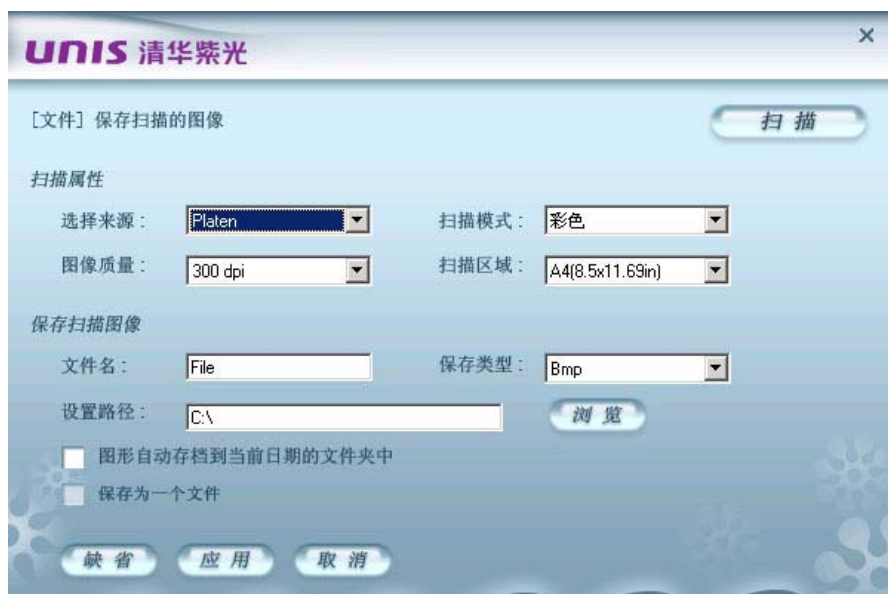 UNIS 清华紫光
[文件] 保存扫描的图像
扫描
扫描属性
选择来源: Platen 扫描模式: 彩色
图像质量: 300 dpi 扫描区域: A4(8.5x11.69in)
保存扫描图像
文件名: File 保存类型: Bmp
设置路径: C:\ 浏览
图形自动存档到当前日期的文件夹中
保存为一个文件
缺省 应用 取消